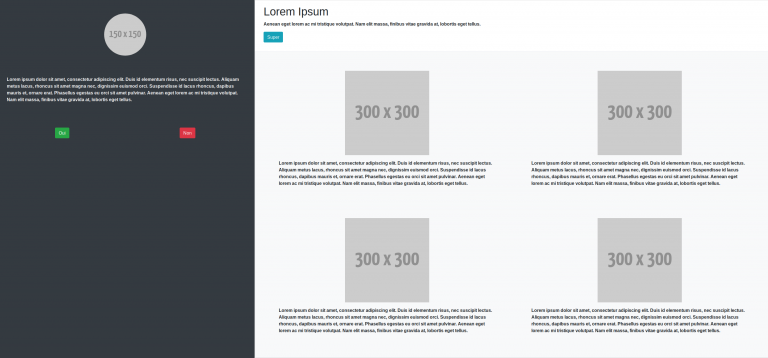 150 x 150
Lorem ipsum dolor sit amet, consectetur adipiscing elit. Duis id elementum risus, nec suscipit lectus. Aliquam
metus lacus, rhoncus sit amet magna nec, dignissim euismod orci. Suspendisse id lacus rhoncus, dapibus
mauris et, ornare erat. Phasellus egestas eu orci sit amet pulvinar. Aenean eget lorem ac mi tristique volutpat.
Nam elit massa, finibus vitae gravida at, lobortis eget tellus.
Oui
Non
Lorem Ipsum
Aenean eget lorem ac mi tristique volutpat. Nam elit massa, finibus vitae gravida at, lobortis eget tellus.
Super
300 x 300
Lorem ipsum dolor sit amet, consectetur adipiscing elit. Duis id elementum risus, nec suscipit lectus.
Aliquam metus lacus, rhoncus sit amet magna nec, dignissim euismod orci. Suspendisse id lacus
rhoncus, dapibus mauris et, ornare erat. Phasellus egestas eu orci sit amet pulvinar. Aenean eget
lorem ac mi tristique volutpat. Nam elit massa, finibus vitae gravida at, lobortis eget tellus.
300 x 300
Lorem ipsum dolor sit amet, consectetur adipiscing elit. Duis id elementum risus, nec suscipit lectus.
Aliquam metus lacus, rhoncus sit amet magna nec, dignissim euismod orci. Suspendisse id lacus
rhoncus, dapibus mauris et, ornare erat. Phasellus egestas eu orci sit amet pulvinar. Aenean eget
lorem ac mi tristique volutpat. Nam elit massa, finibus vitae gravida at, lobortis eget tellus.
300 x 300
Lorem ipsum dolor sit amet, consectetur adipiscing elit. Duis id elementum risus, nec suscipit lectus.
Aliquam metus lacus, rhoncus sit amet magna nec, dignissim euismod orci. Suspendisse id lacus
rhoncus, dapibus mauris et, ornare erat. Phasellus egestas eu orci sit amet pulvinar. Aenean eget
lorem ac mi tristique volutpat. Nam elit massa, finibus vitae gravida at, lobortis eget tellus.
300 x 300
Lorem ipsum dolor sit amet, consectetur adipiscing elit. Duis id elementum risus, nec suscipit lectus.
Aliquam metus lacus, rhoncus sit amet magna nec, dignissim euismod orci. Suspendisse id lacus
rhoncus, dapibus mauris et, ornare erat. Phasellus egestas eu orci sit amet pulvinar. Aenean eget
lorem ac mi tristique volutpat. Nam elit massa, finibus vitae gravida at, lobortis eget tellus.